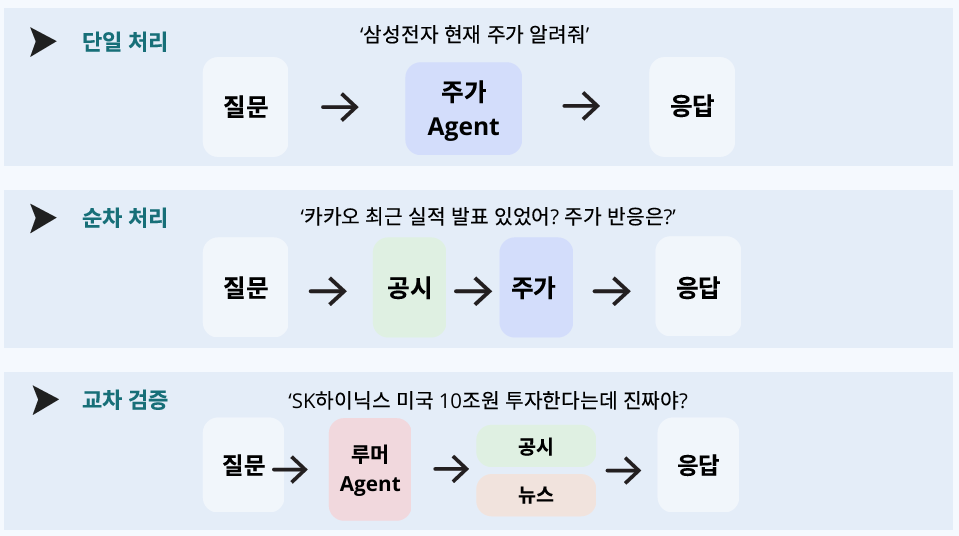 단일 처리
‘삼성전자 현재 주가 알려줘’
질문
주가
Agent
응답
순차 처리
‘카카오 최근 실적 발표 있었어? 주가 반응은?’
질문
공시
주가
응답
교차 검증
‘SK하이닉스 미국 10조원 투자한다는데 진짜야?
질문
루머
Agent
공시
뉴스
응답